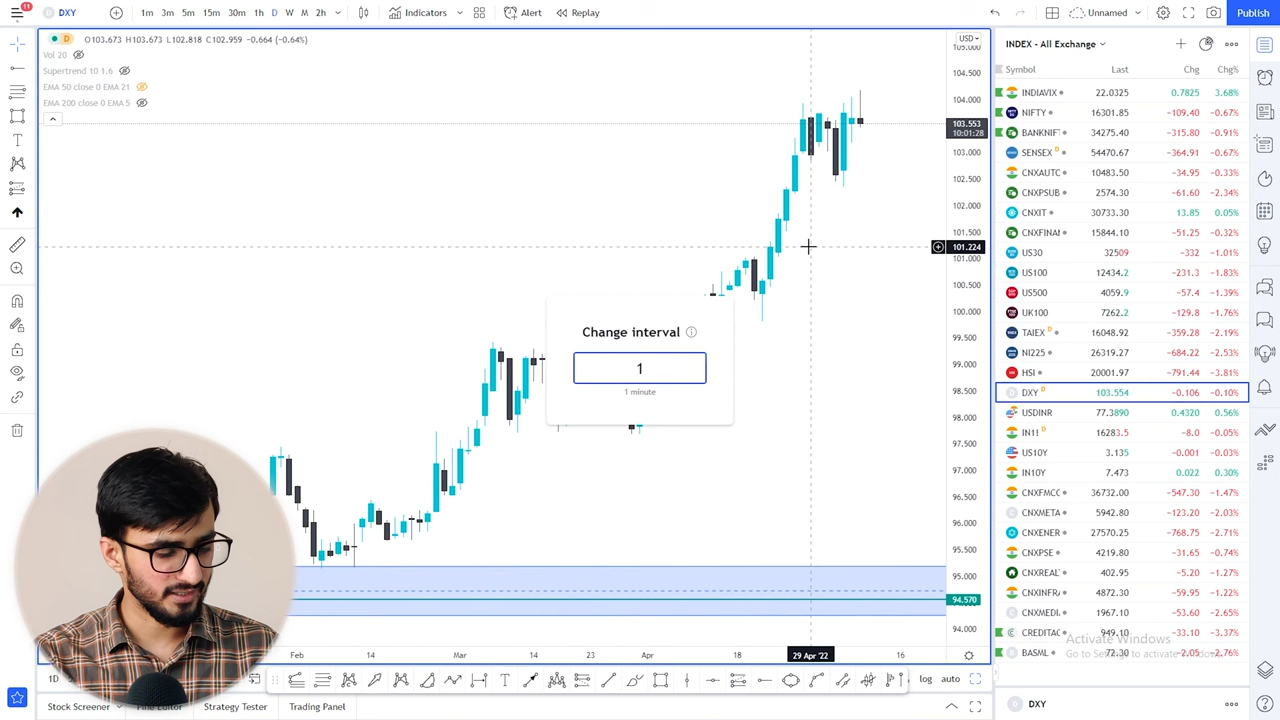 11
DXY
1m 3m 5m 15m 30m 1h D W M 2h
Indicators
Alert
Replay
Unnamed
Publish
D O103.673 H103.673 L102.818 C102.959 -0.664 (-0.64%)
Vol 20
Supertrend 10 1.6
EMA 50 close 0 EMA 21
EMA 200 close 0 EMA 5
USD
105.000
104.500
104.000
103.553
10:01:28
103.000
102.500
102.000
101.500
101.224
101.000
100.500
100.000
99.500
99.000
98.500
98.000
97.500
97.000
96.500
96.000
95.500
95.000
94.570
94.000
Change interval
1
1 minute
Feb 14 Mar 14 23 Apr 18 29 Apr '22 16
1D
log auto
Stock Screener
Strategy Tester
Trading Panel
INDEX - All Exchange
Symbol Last Chg Chg%
INDIAVIX 22.0325 0.7825 3.68%
NIFTY 16301.85 -109.40 -0.67%
BANKNIFT 34275.40 -315.80 -0.91%
SENSEX D 54470.67 -364.91 -0.67%
CNXAUTC 10483.50 -34.95 -0.33%
CNXPSUB 2574.30 -61.60 -2.34%
CNXIT 30733.30 13.85 0.05%
CNXFINAN 15844.10 -51.25 -0.32%
US30 32509 -332 -1.01%
US100 12434.2 -231.3 -1.83%
US500 4059.9 -57.4 -1.39%
UK100 7262.2 -129.8 -1.76%
TAIEX D 16048.92 -359.28 -2.19%
NI225 26319.27 -684.22 -2.53%
HSI 20001.97 -791.44 -3.81%
DXY D 103.554 -0.106 -0.10%
USDINR 77.3890 0.4320 0.56%
IN1! D 16283.5 -8.0 -0.05%
US10Y 3.135 -0.001 -0.03%
IN10Y 7.473 0.022 0.30%
CNXFMCC 36732.00 -547.30 -1.47%
CNXMETA 5942.80 -123.20 -2.03%
CNXENER 27570.25 -768.75 -2.71%
CNXPSE 4219.80 -31.65 -0.74%
CNXREAL 402.95 -5.20 -1.27%
CNXINFRA 4872.30 -59.95 -1.22%
CNXMEDI 1967.10 -53.60 -2.65%
CREDITAC 949.10 -33.10 -3.37%
Activate Windows
Go to Settings to activate Windows.
BASML -2.05 -2.76%
DXY